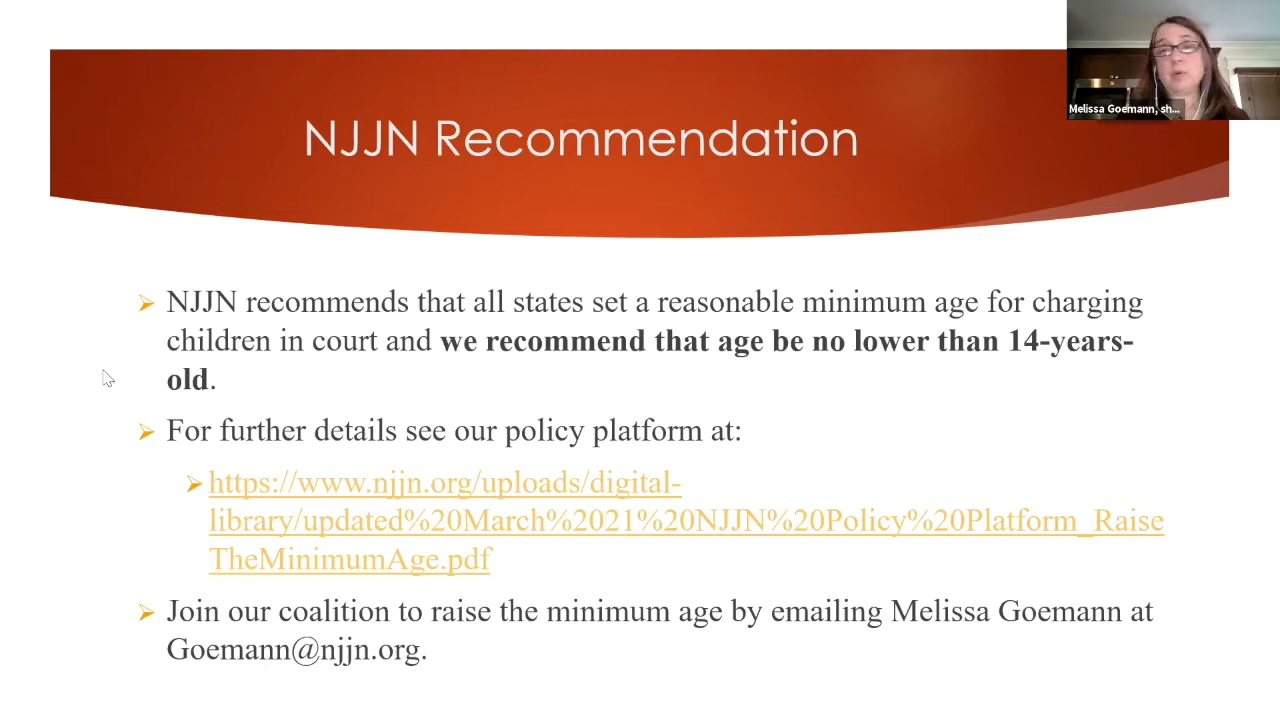 Melissa Goemann, sh...
NJJN Recommendation
NJJN recommends that all states set a reasonable minimum age for charging
children in court and we recommend that age be no lower than 14-years-
old.
For further details see our policy platform at:
https://www.njjn.org/uploads/digital-
library/updated%20March%2021%20NJJN%20Policy%20Platform_Raise
TheMinimumAge.pdf
Join our coalition to raise the minimum age by emailing Melissa Goemann at
Goemann@njjn.org.